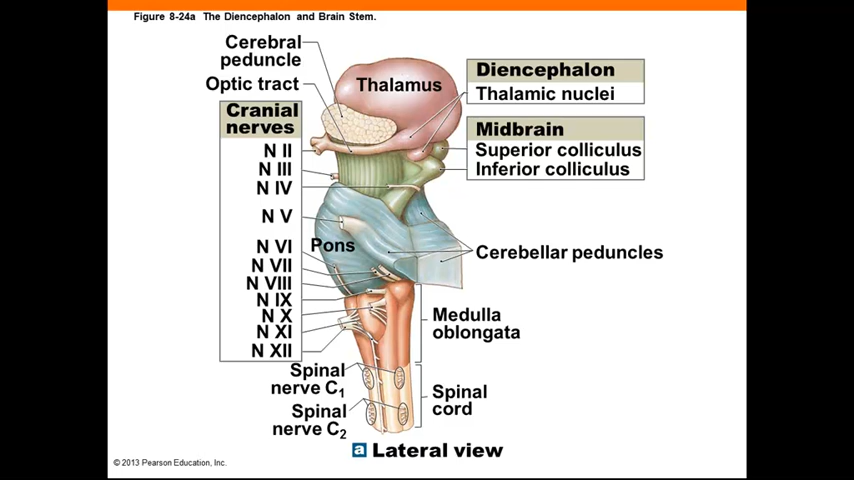 Figure 8-24a The Diencephalon and Brain Stem.
Cerebral
peduncle
Optic tract
Thalamus
Diencephalon
Thalamic nuclei
Cranial
nerves
Midbrain
Superior colliculus
Inferior colliculus
N II
N III
N IV
N V
N VI
Pons
N VII
N VIII
N IX
N X
N XI
N XII
Cerebellar peduncles
Medulla
oblongata
Spinal
nerve C1
Spinal
cord
Spinal
nerve C2
a Lateral view
© 2013 Pearson Education, Inc.